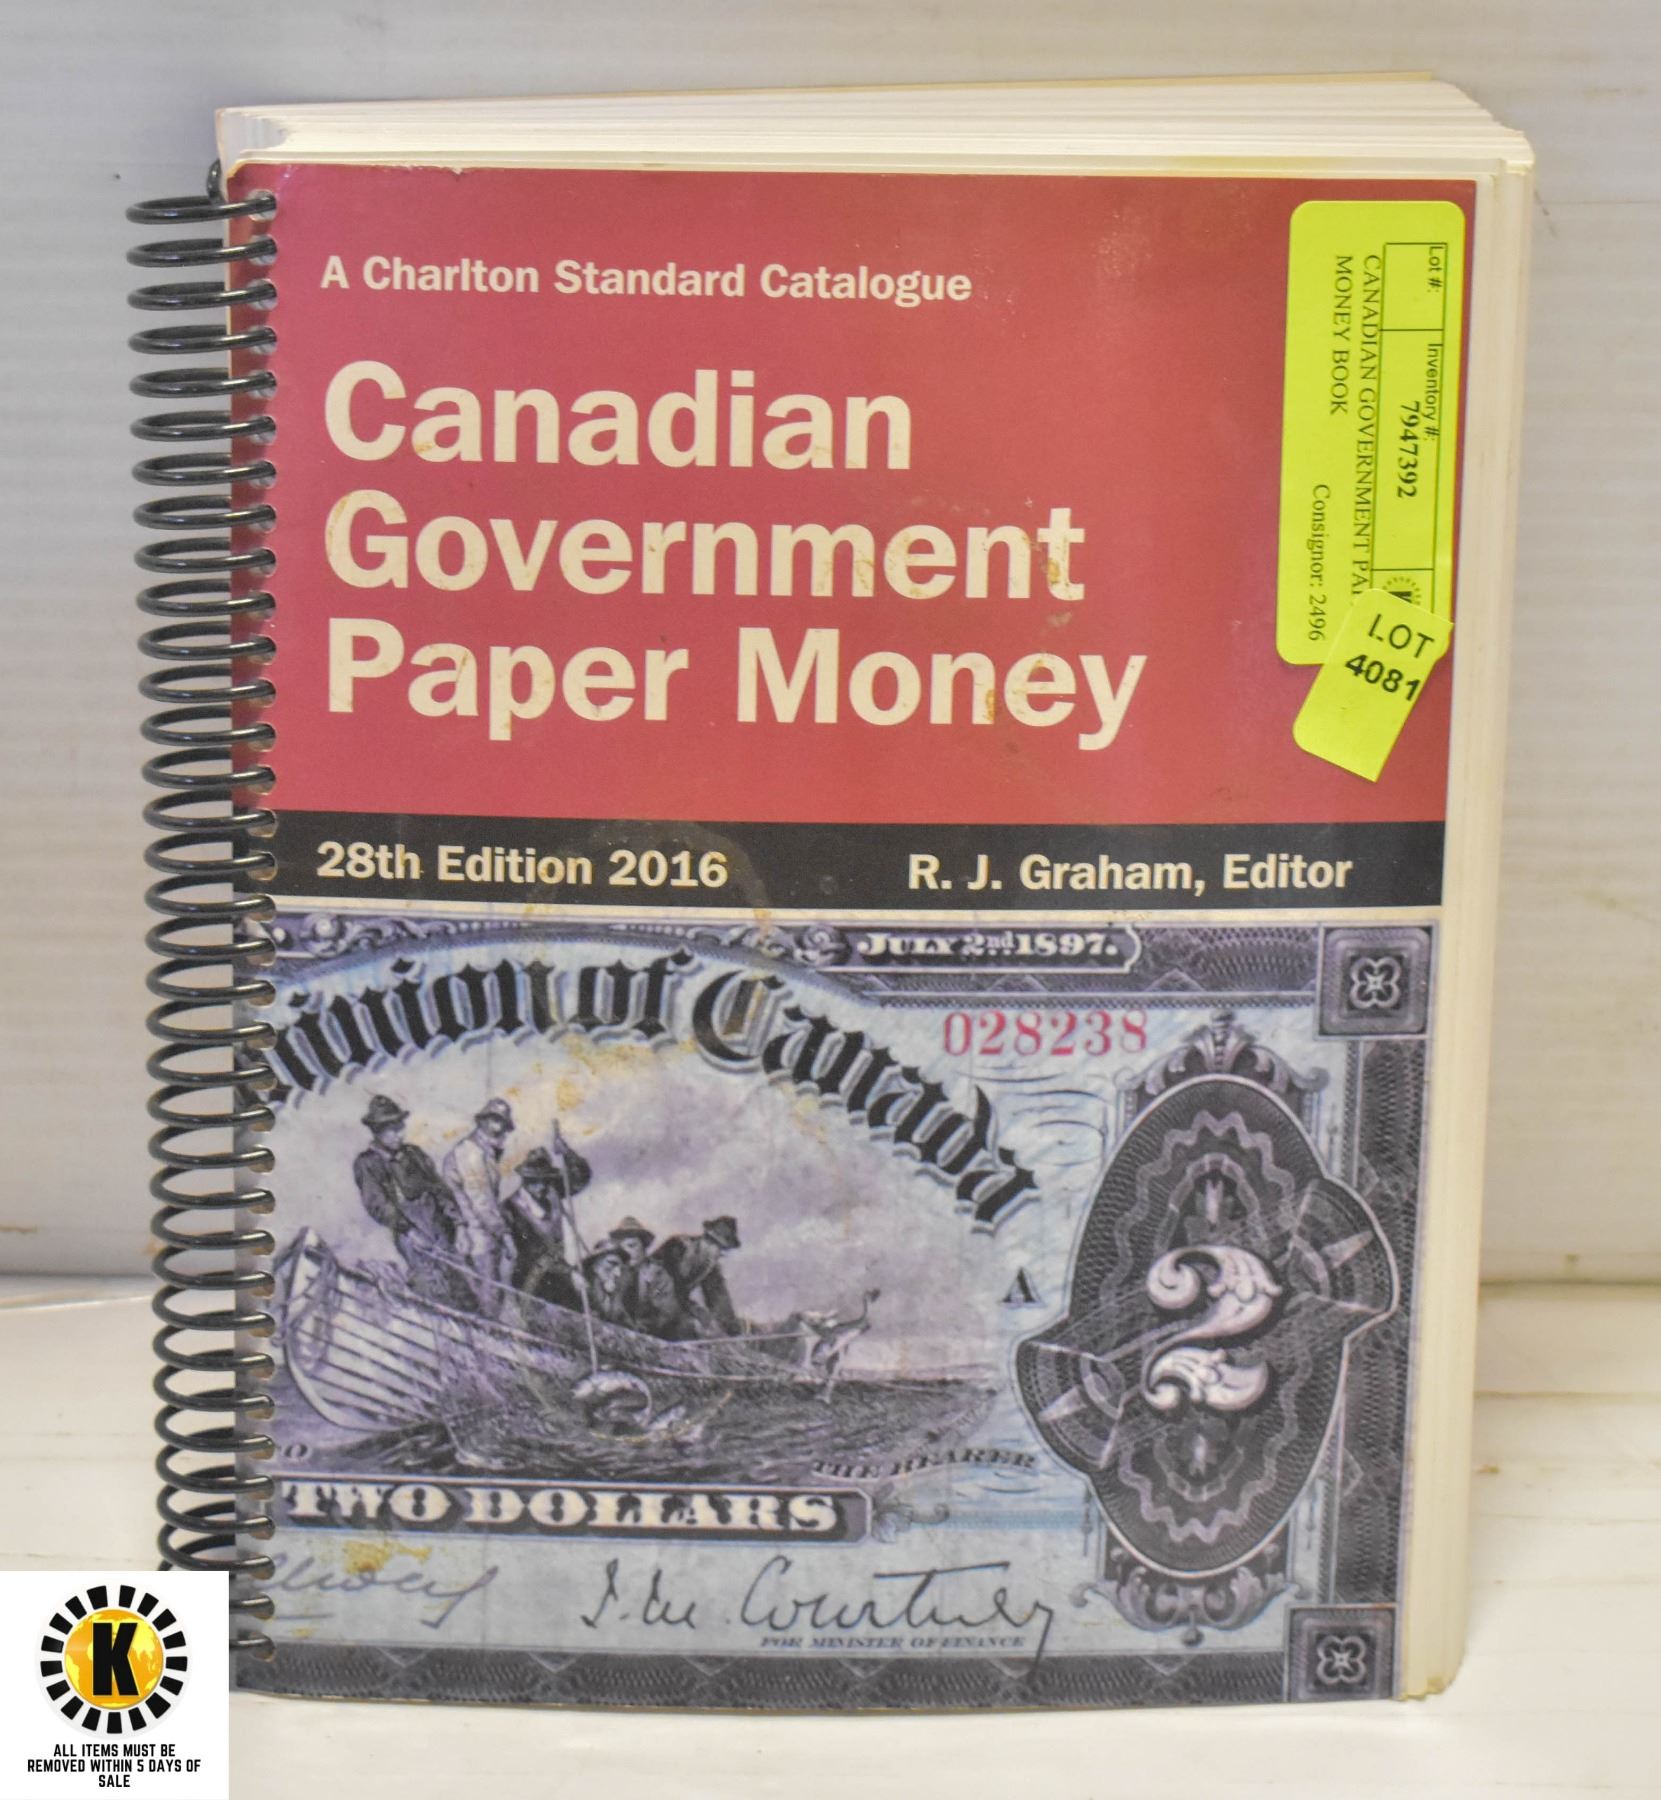 A Charlton Standard Catalogue
Canadian
Government
Paper Money
28th Edition 2016 R. J. Graham, Editor
Lot #: Inventory #:
7947392
CANADIAN GOVERNMENT PA
MONEY BOOK
Consignor: 2496
K
LOT
4081
JULY 2nd 1897.
minion of Canada
028238
A
2
THE BEARER
TWO DOLLARS
Courtney
FOR MINISTER OF FINANCE
K
ALL ITEMS MUST BE
REMOVED WITHIN 5 DAYS OF
SALE